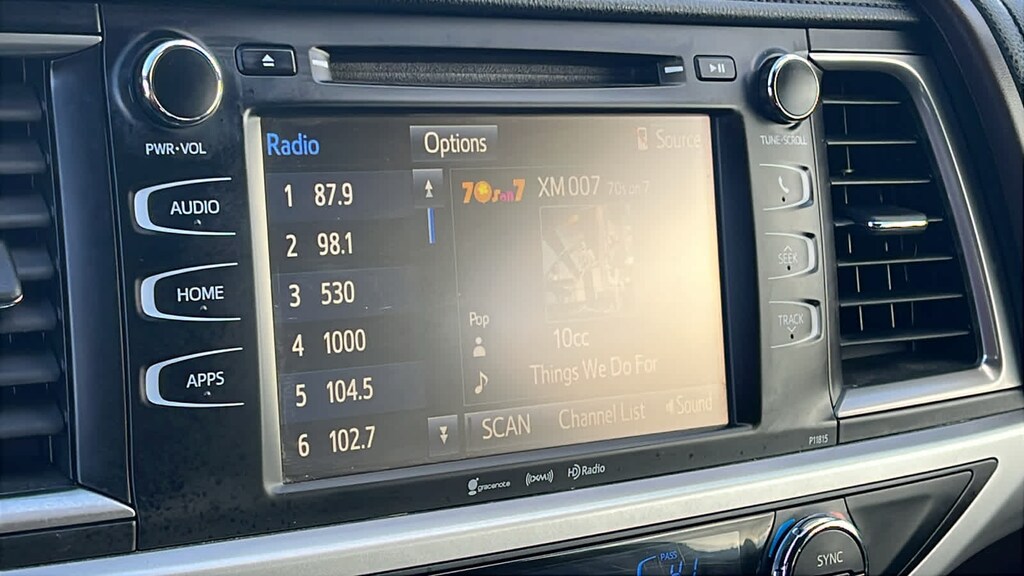 PWR•VOL
AUDIO
HOME
APPS
Radio
Options
Source
1 87.9
2 98.1
3 530
4 1000
5 104.5
6 102.7
70s on 7
XM007 70s on 7
Pop
10cc
Things We Do For
SCAN
Channel List
Sound
TUNE•SCROLL
SEEK
TRACK
P11815
gracenote
(XM)
HD Radio
PASS
SYNC